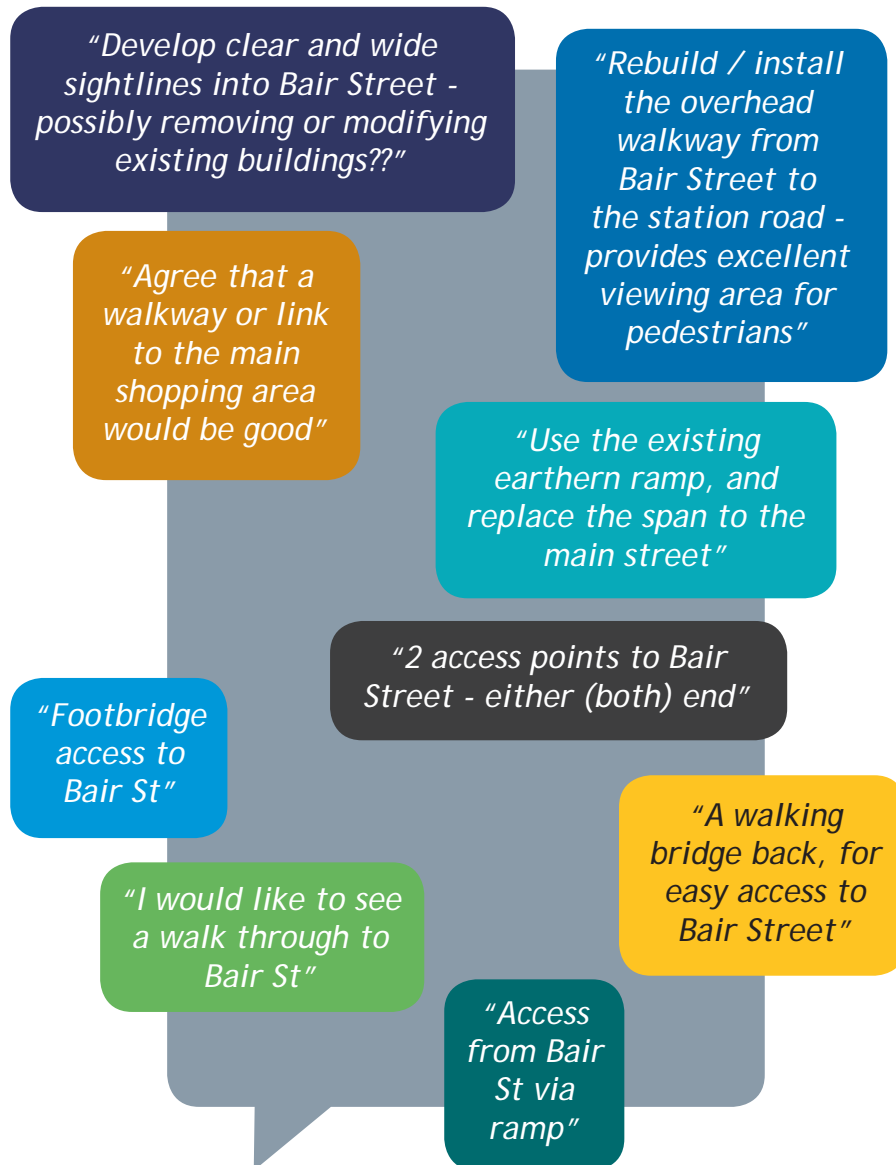 “Develop clear and wide
sightlines into Bair Street -
possibly removing or modifying
existing buildings??”
“Rebuild / install
the overhead
walkway from
Bair Street to
the station road -
provides excellent
viewing area for
pedestrians”
“Agree that a
walkway or link
to the main
shopping area
would be good”
“Use the existing
earthern ramp, and
replace the span to the
main street”
“2 access points to Bair
Street - either (both) end”
“Footbridge
access to
Bair St”
“A walking
bridge back, for
easy access to
Bair Street”
“I would like to see
a walk through to
Bair St”
“Access
from Bair
St via
ramp”